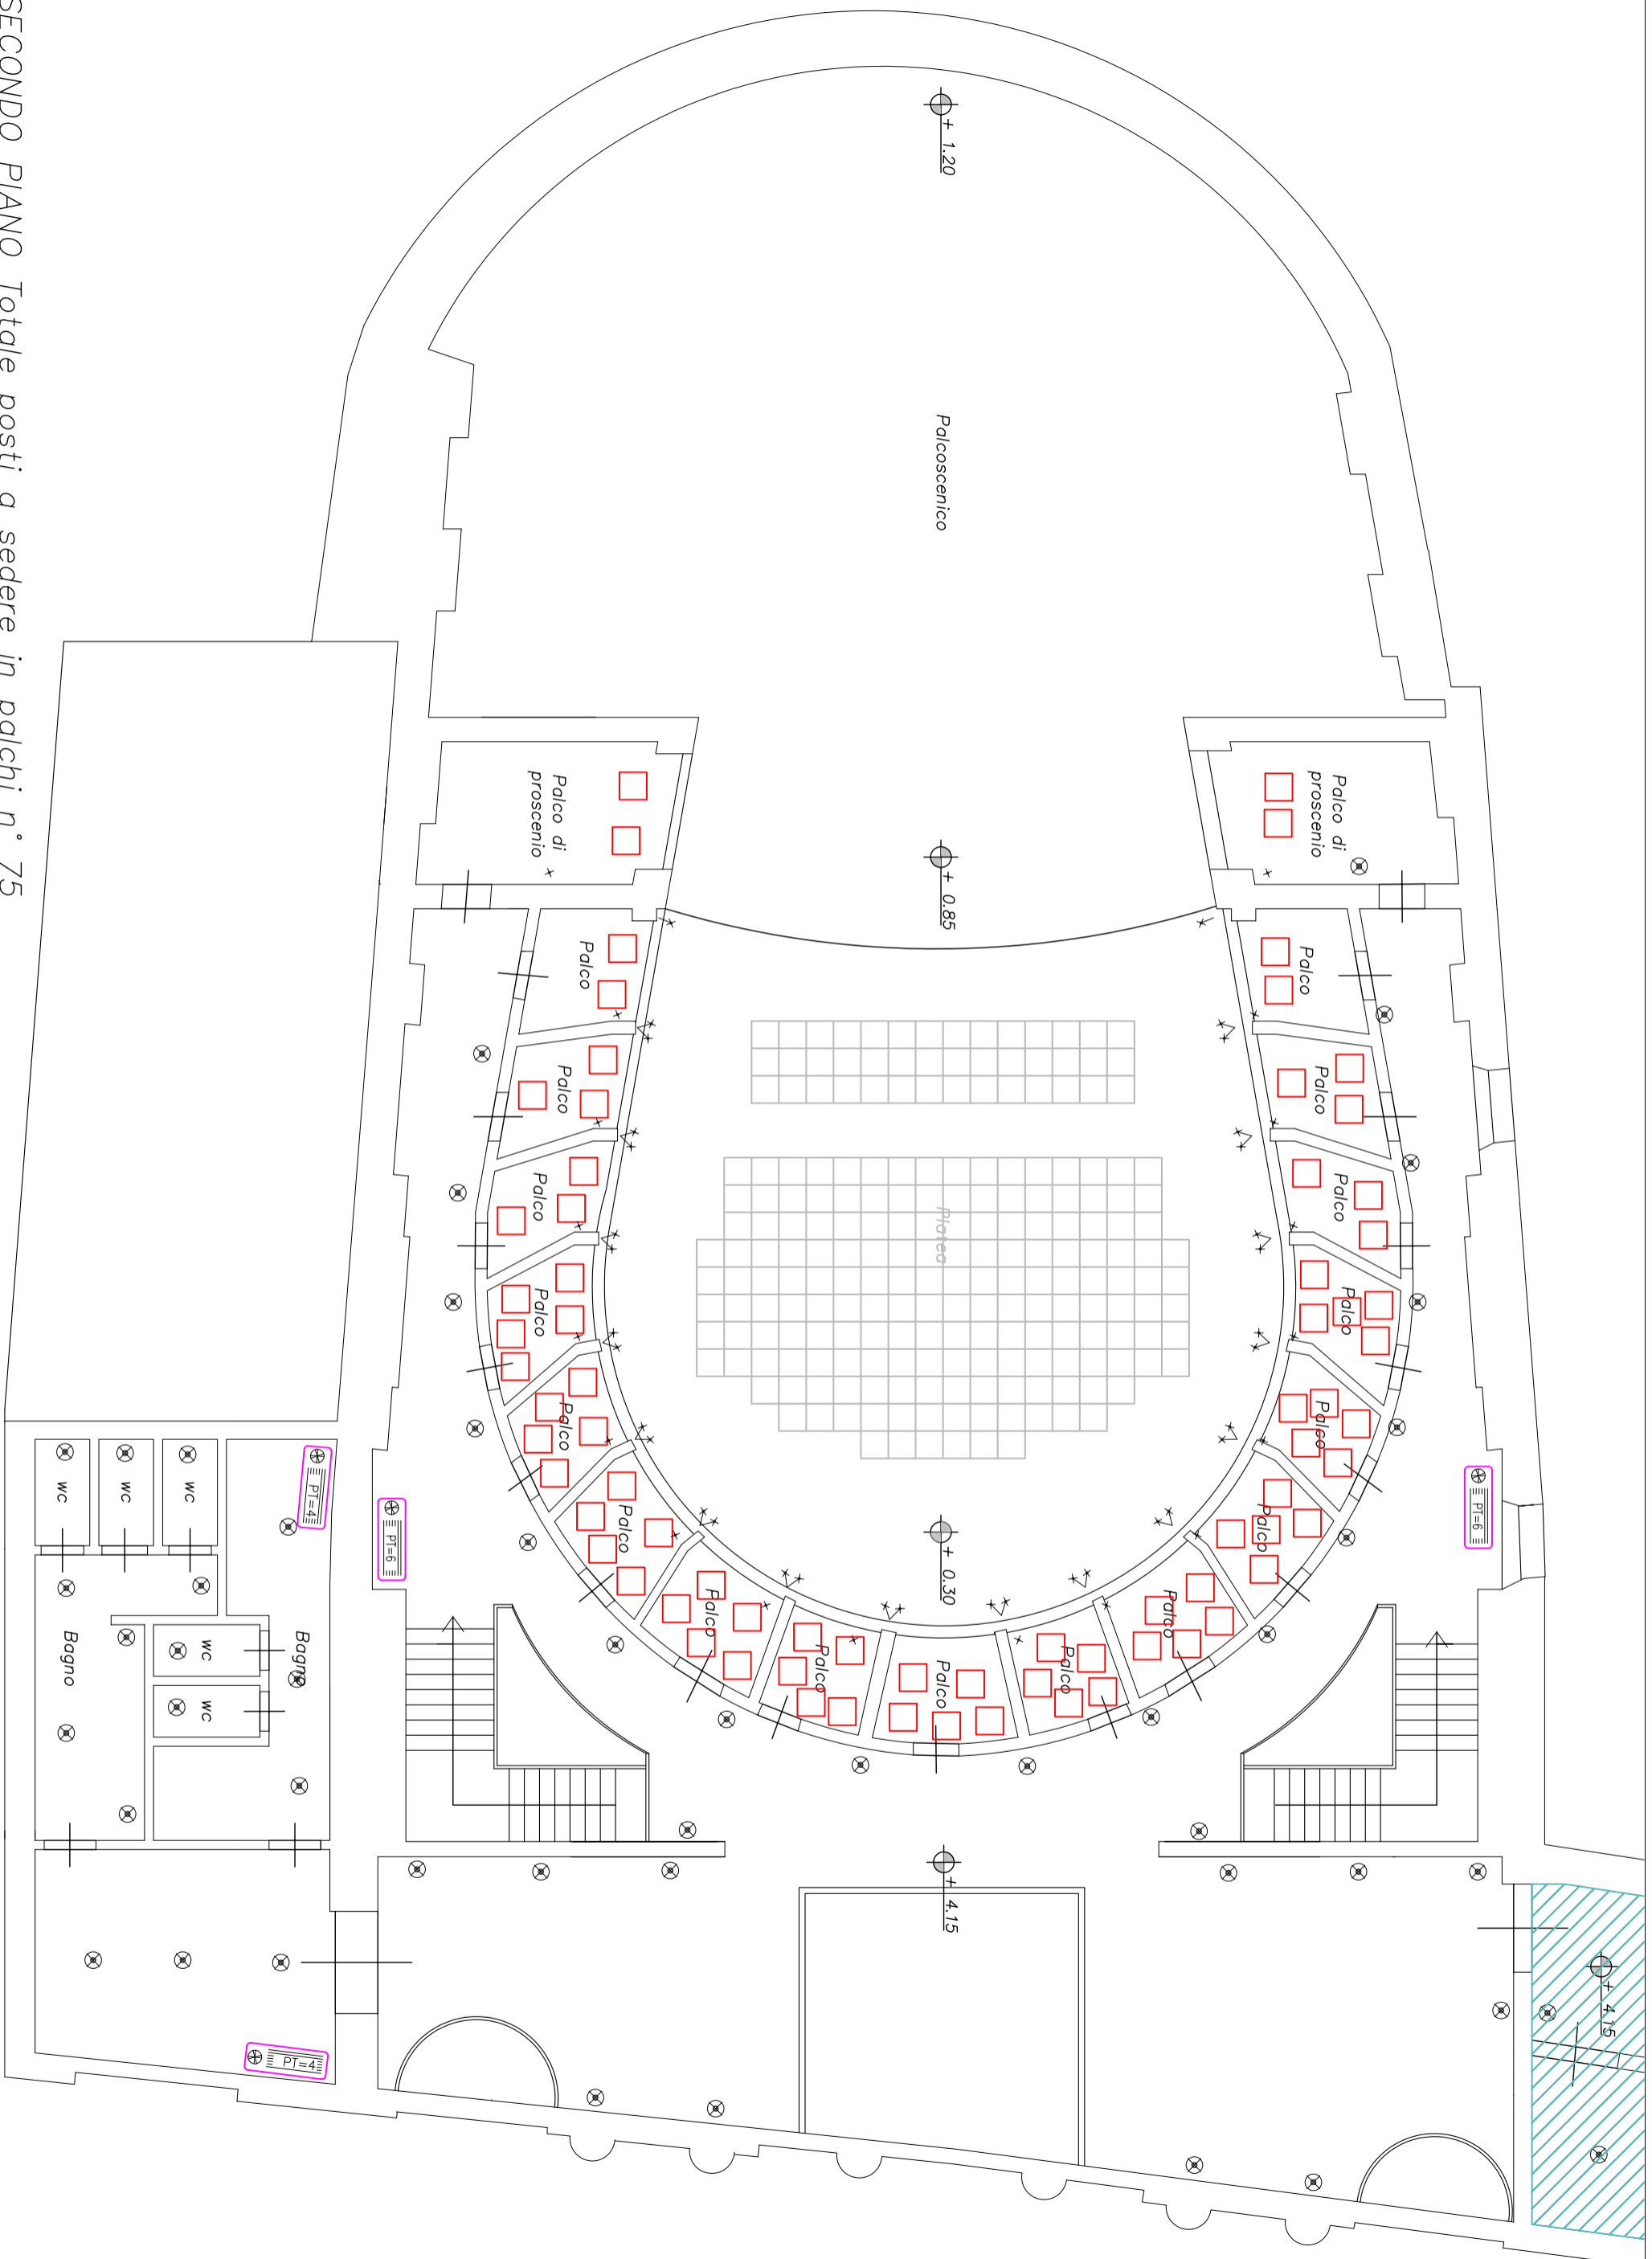 + 4.15
PT=6
Palco di
proscenio
Palco
Palco
Palco
Palco
Palco
Palco
Palco
Palco
+ 1.20
Palcoscenico
+ 0.85
Platea
+ 0.30
Palco
+ 4.15
Palco
Palco
Palco
Palco
Palco
Palco
Palco
Palco
Palco di
proscenio
PT=6
PT=4
PT=4
Bagno
wc
wc
wc
wc
wc
Bagno
SECONDO PIANO Totale posti a sedere in palchi n° 75